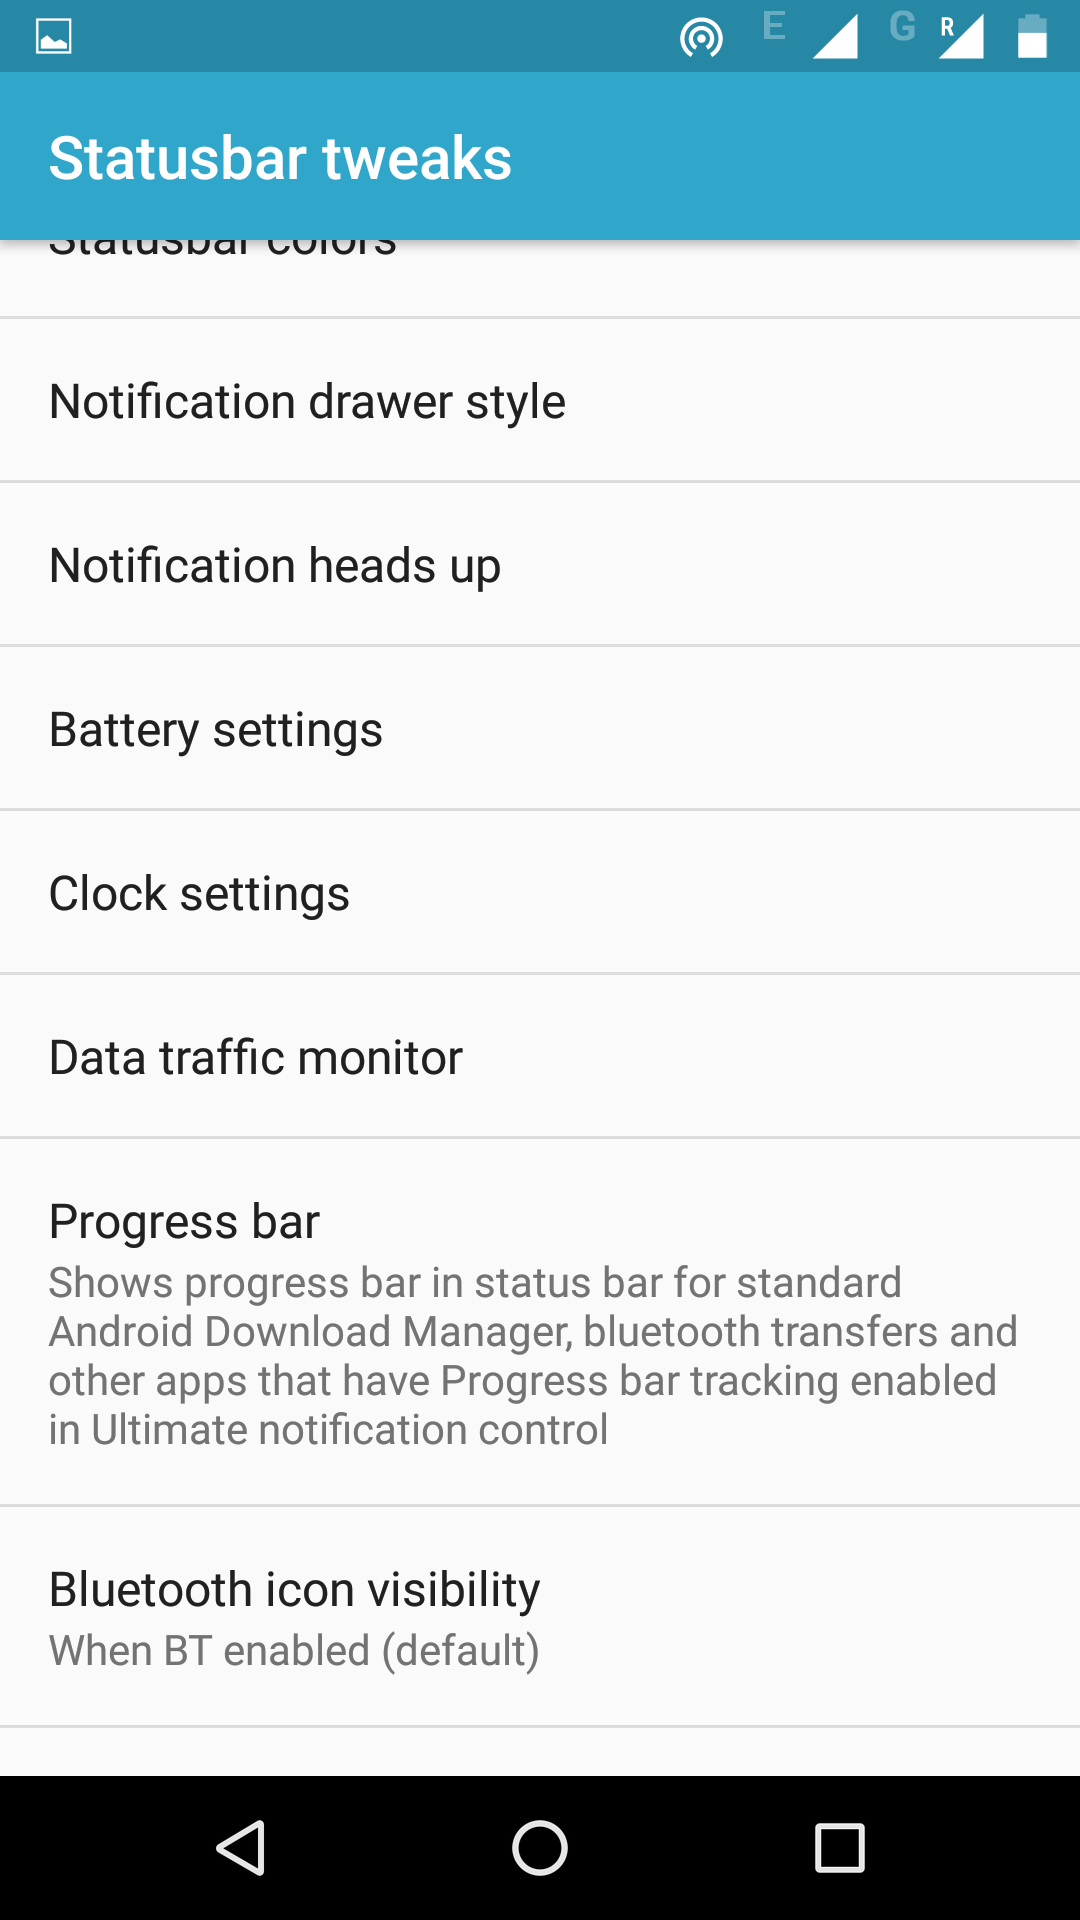 E G R
Statusbar tweaks
Statusbar colors
Notification drawer style
Notification heads up
Battery settings
Clock settings
Data traffic monitor
Progress bar
Shows progress bar in status bar for standard
Android Download Manager, bluetooth transfers and
other apps that have Progress bar tracking enabled
in Ultimate notification control
Bluetooth icon visibility
When BT enabled (default)